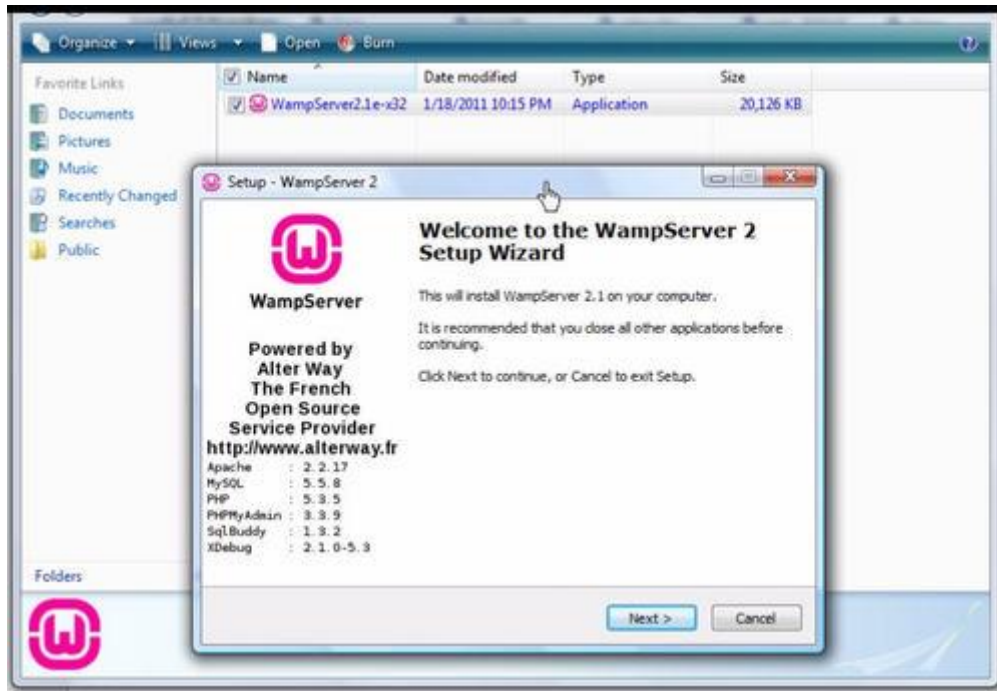 Organize Views Open Burn
Favorite Links
Documents
Pictures
Music
Recently Changed
Searches
Public
Folders
Name Date modified Type Size
WampServer2.1e-x32 1/18/2011 10:15 PM Application 20,126 KB
Setup - WampServer 2
WampServer
Powered by
Alter Way
The French
Open Source
Service Provider
http://www.alterway.fr
Apache : 2.2.17
MySQL : 5.5.8
PHP : 5.3.5
PHPMyAdmin : 3.3.9
SqlBuddy : 1.3.2
XDebug : 2.1.0-5.3
Welcome to the WampServer 2
Setup Wizard
This will install WampServer 2.1 on your computer.
It is recommended that you close all other applications before
continuing.
Click Next to continue, or Cancel to exit Setup.
Next > Cancel